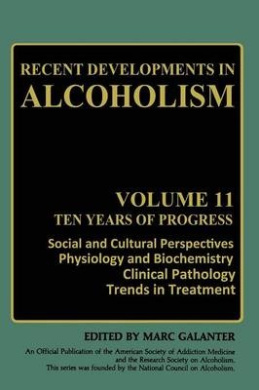 RECENT DEVELOPMENTS IN
ALCOHOLISM
VOLUME 11
TEN YEARS OF PROGRESS
Social and Cultural Perspectives
Physiology and Biochemistry
Clinical Pathology
Trends in Treatment
EDITED BY MARC GALANTER
An Official Publication of the American Society of Addiction Medicine
and the Research Society on Alcoholism.
This series was founded by the National Council on Alcoholism.